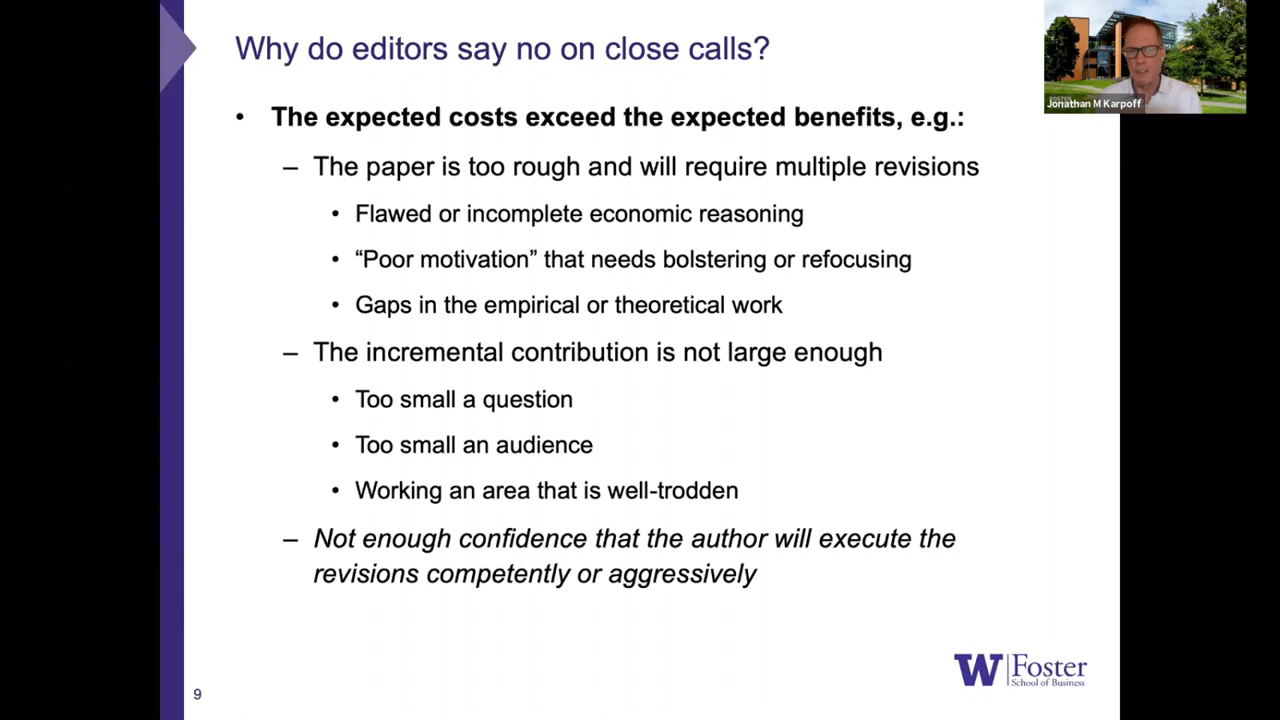 Why do editors say no on close calls?
Jonathan M Karpoff
• The expected costs exceed the expected benefits, e.g.:
– The paper is too rough and will require multiple revisions
• Flawed or incomplete economic reasoning
• “Poor motivation” that needs bolstering or refocusing
• Gaps in the empirical or theoretical work
– The incremental contribution is not large enough
• Too small a question
• Too small an audience
• Working an area that is well-trodden
– Not enough confidence that the author will execute the
revisions competently or aggressively
W Foster
School of Business
9